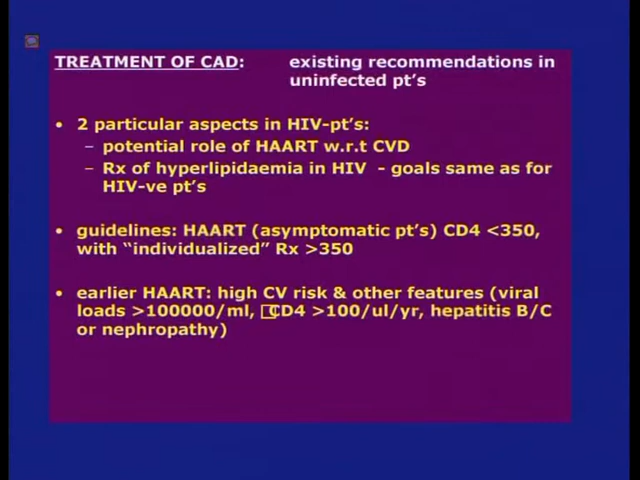 TREATMENT OF CAD: existing recommendations in
uninfected pt's
• 2 particular aspects in HIV-pt's:
– potential role of HAART w.r.t CVD
– Rx of hyperlipidaemia in HIV - goals same as for
HIV-ve pt's
• guidelines: HAART (asymptomatic pt's) CD4 <350,
with "individualized" Rx >350
• earlier HAART: high CV risk & other features (viral
loads >100000/ml, □CD4 >100/ul/yr, hepatitis B/C
or nephropathy)